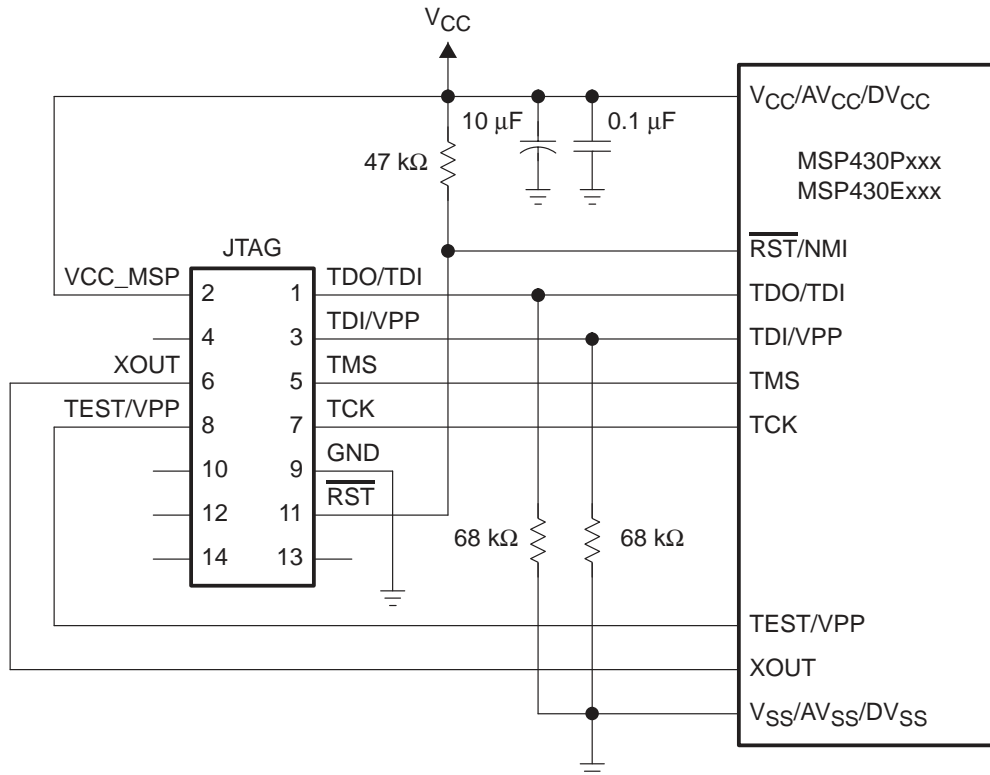 VCC
VCC/AVCC/DVCC
10 μF
0.1 μF
47 kΩ
MSP430Pxxx
MSP430Exxx
JTAG
RST/NMI
VCC_MSP
2
1
TDO/TDI
TDO/TDI
4
3
TDI/VPP
TDI/VPP
XOUT
6
5
TMS
TMS
TEST/VPP
8
7
TCK
TCK
10
9
GND
12
11
RST
14
13
68 kΩ
68 kΩ
TEST/VPP
XOUT
VSS/AVSS/DVSS